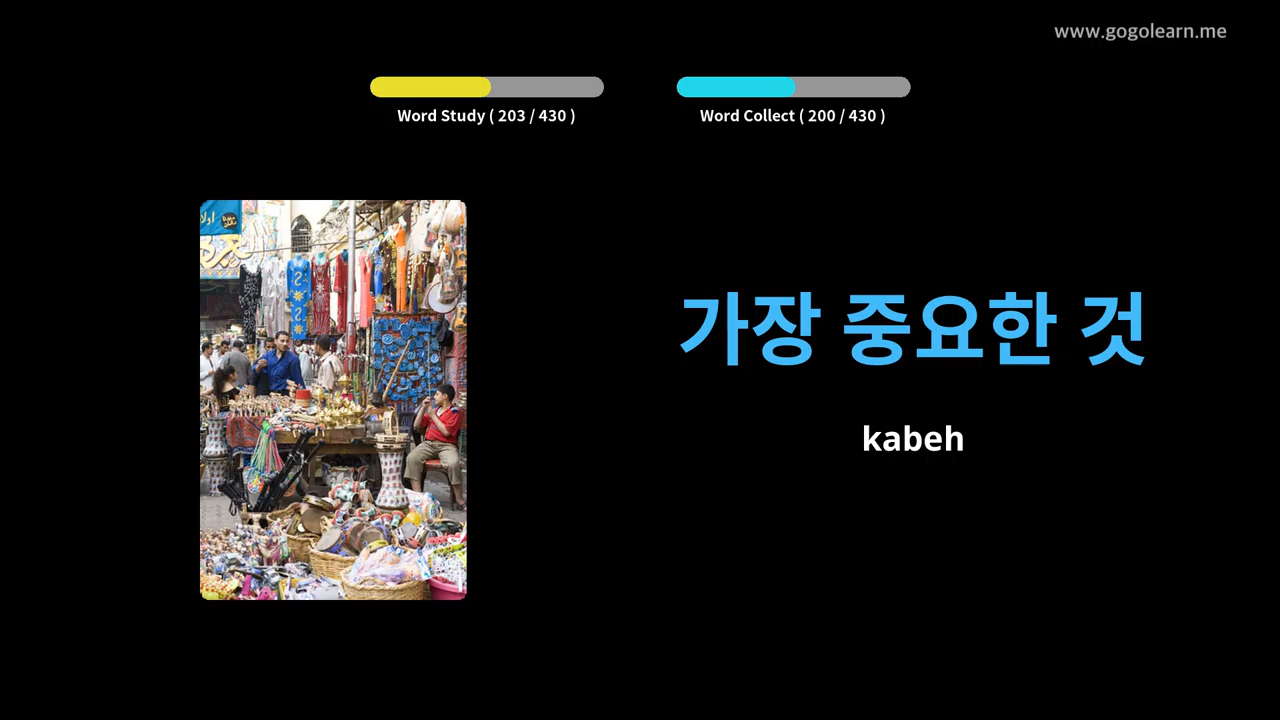 www.gogolearn.me
Word Study ( 203 / 430 )
Word Collect ( 200 / 430 )
가장 중요한 것
kabeh